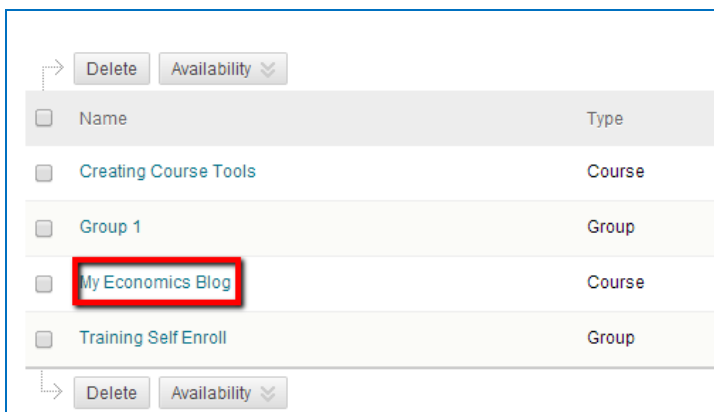 Delete Availability
Name Type
Creating Course Tools Course
Group 1 Group
My Economics Blog Course
Training Self Enroll Group
Delete Availability